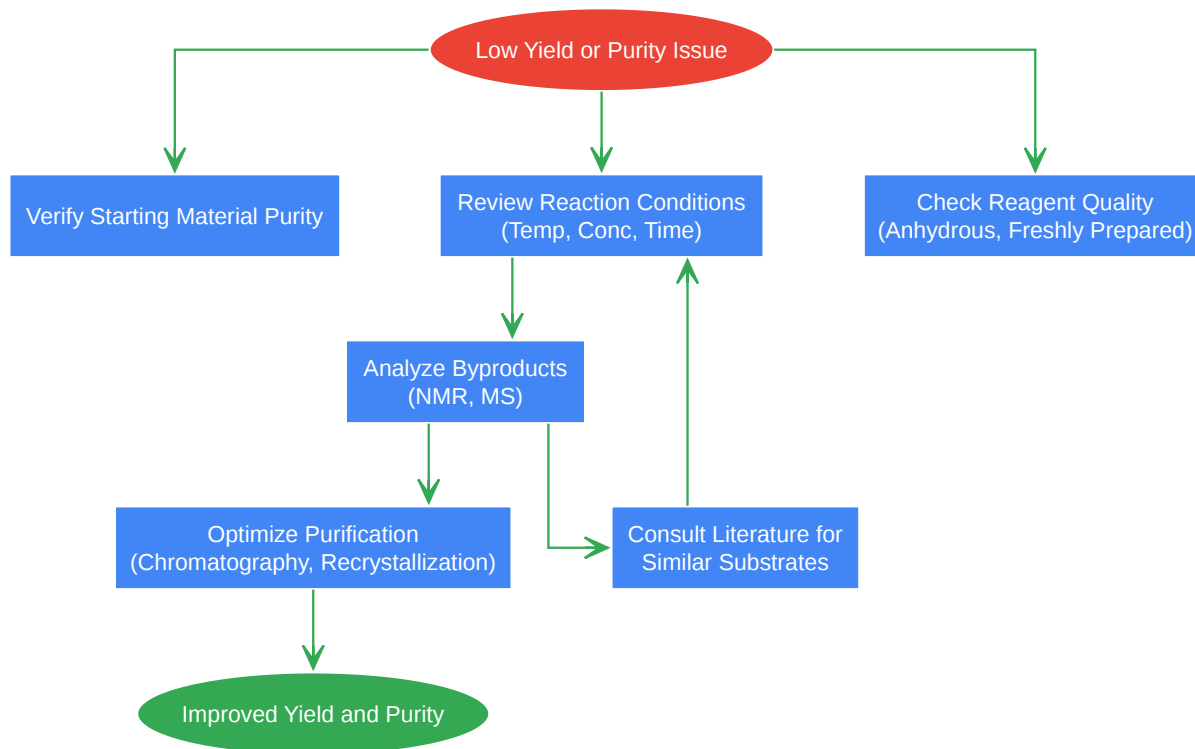 Low Yield or Purity Issue
Verify Starting Material Purity
Review Reaction Conditions
(Temp, Conc, Time)
Check Reagent Quality
(Anhydrous, Freshly Prepared)
Analyze Byproducts
(NMR, MS)
Optimize Purification
(Chromatography, Recrystallization)
Consult Literature for
Similar Substrates
Improved Yield and Purity